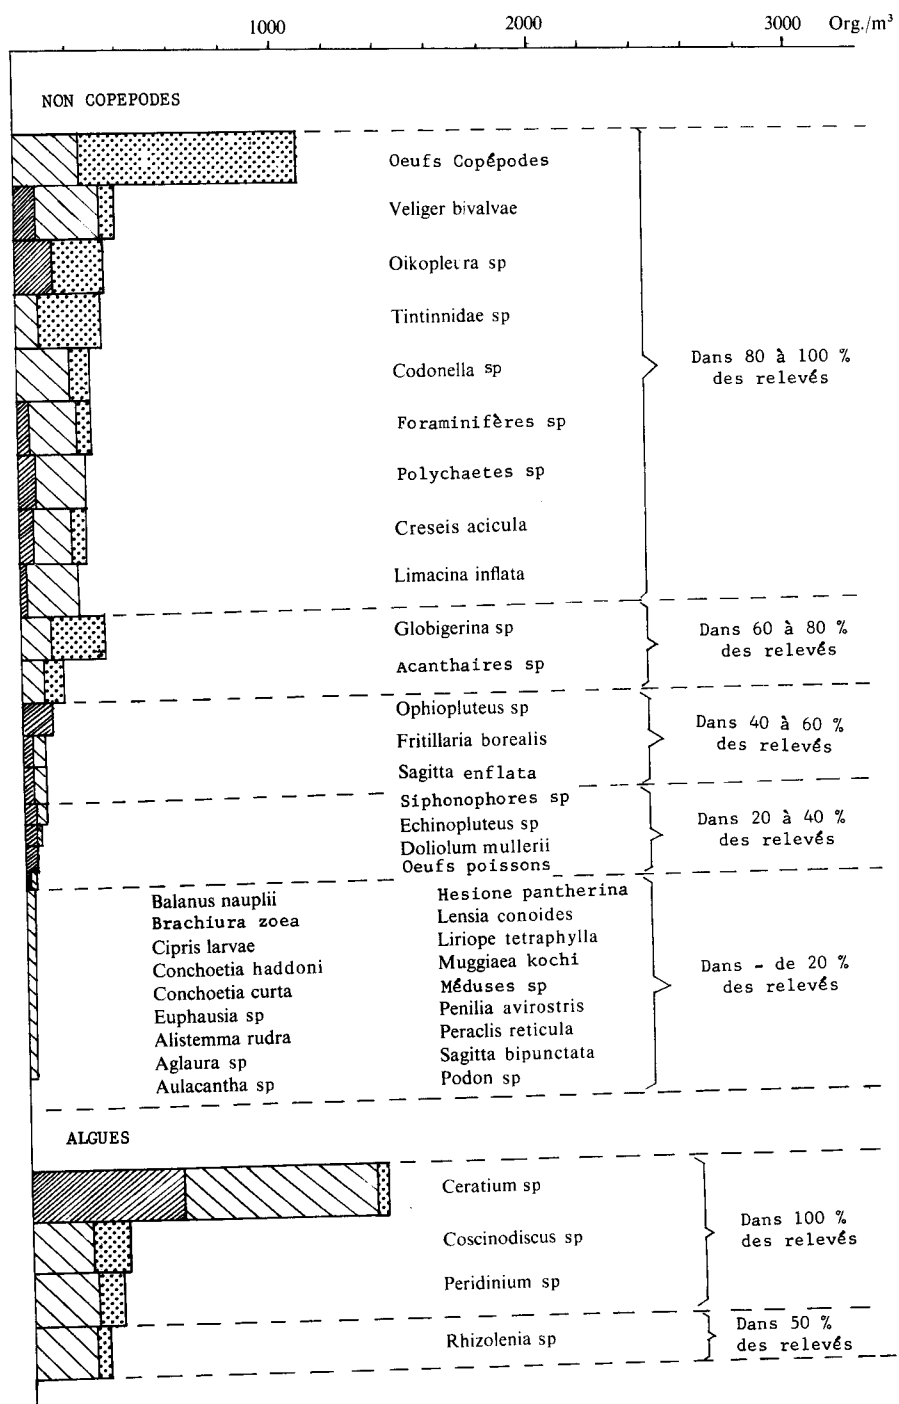 1000 2000 3000 Org./m³
NON COPEPODES
Oeufs Copépodes
Veliger bivalvae
Oikopleura sp
Tintinnidae sp
Codonella sp
Dans 80 à 100 %
des relevés
Foraminifères sp
Polychaetes sp
Creseis acicula
Limacina inflata
Globigerina sp
Acanthaires sp
Dans 60 à 80 %
des relevés
Ophiopluteus sp
Fritillaria borealis
Sagitta enflata
Dans 40 à 60 %
des relevés
Siphonophores sp
Echinopluteus sp
Doliolum mullerii
Oeufs poissons
Dans 20 à 40 %
des relevés
Balanus nauplii
Brachiura zoea
Cipris larvae
Conchoetia haddoni
Conchoetia curta
Euphausia sp
Alistemma rudra
Aglaura sp
Aulacantha sp
Hesione pantherina
Lensia conoides
Liriope tetraphylla
Muggiaea kochi
Méduses sp
Penilia avirostris
Peraclis reticula
Sagitta bipunctata
Podon sp
Dans - de 20 %
des relevés
ALGUES
Ceratium sp
Coscinodiscus sp
Peridinium sp
Dans 100 %
des relevés
Rhizolenia sp
Dans 50 %
des relevés